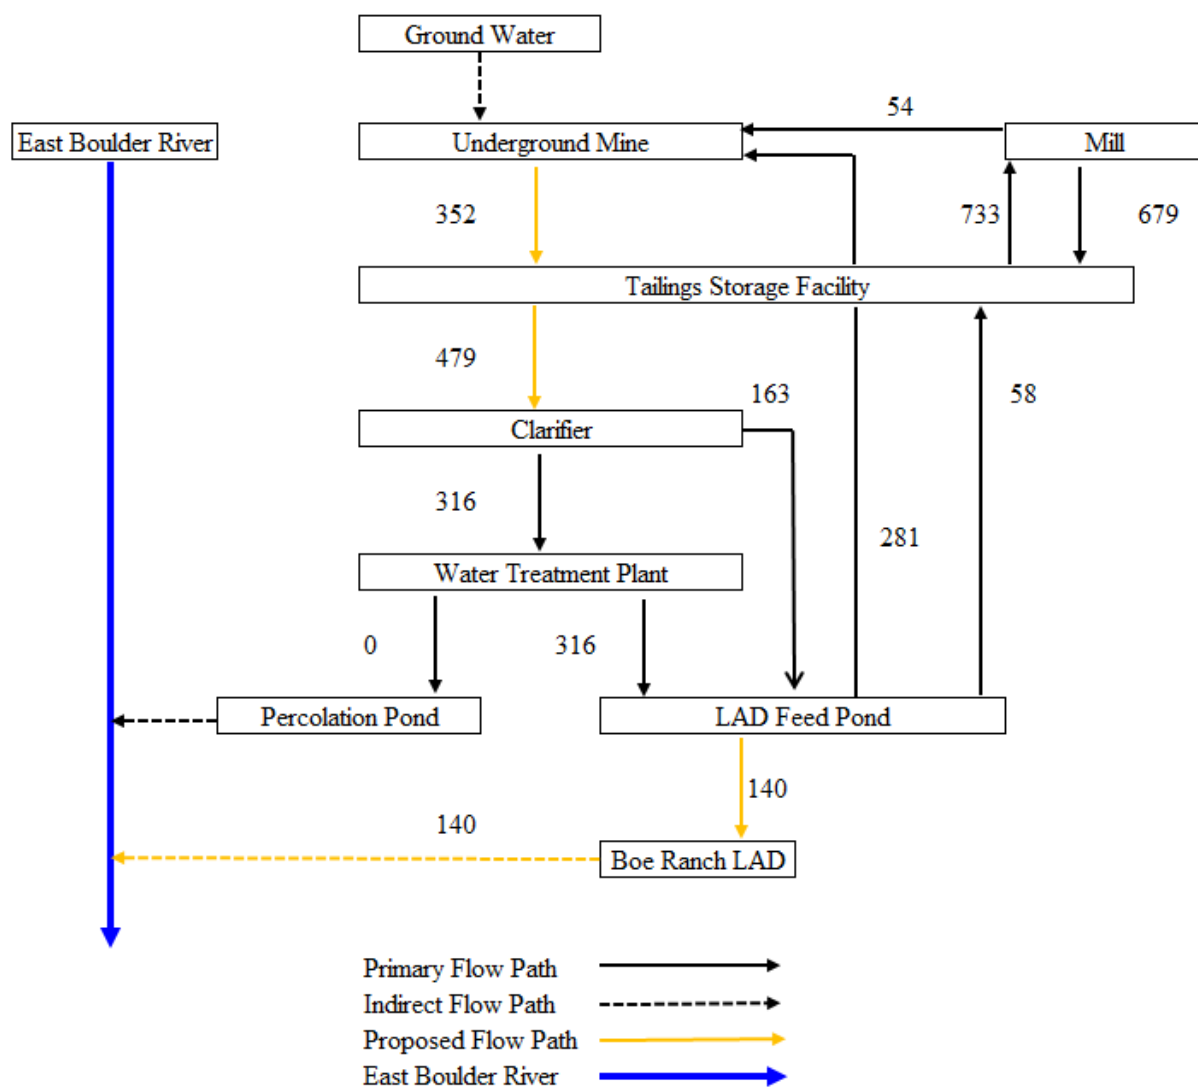 Ground Water
54
East Boulder River
Underground Mine
Mill
352
733
679
Tailings Storage Facility
479
163
58
Clarifier
316
281
Water Treatment Plant
0
316
Percolation Pond
LAD Feed Pond
140
140
Boe Ranch LAD
Primary Flow Path
Indirect Flow Path
Proposed Flow Path
East Boulder River